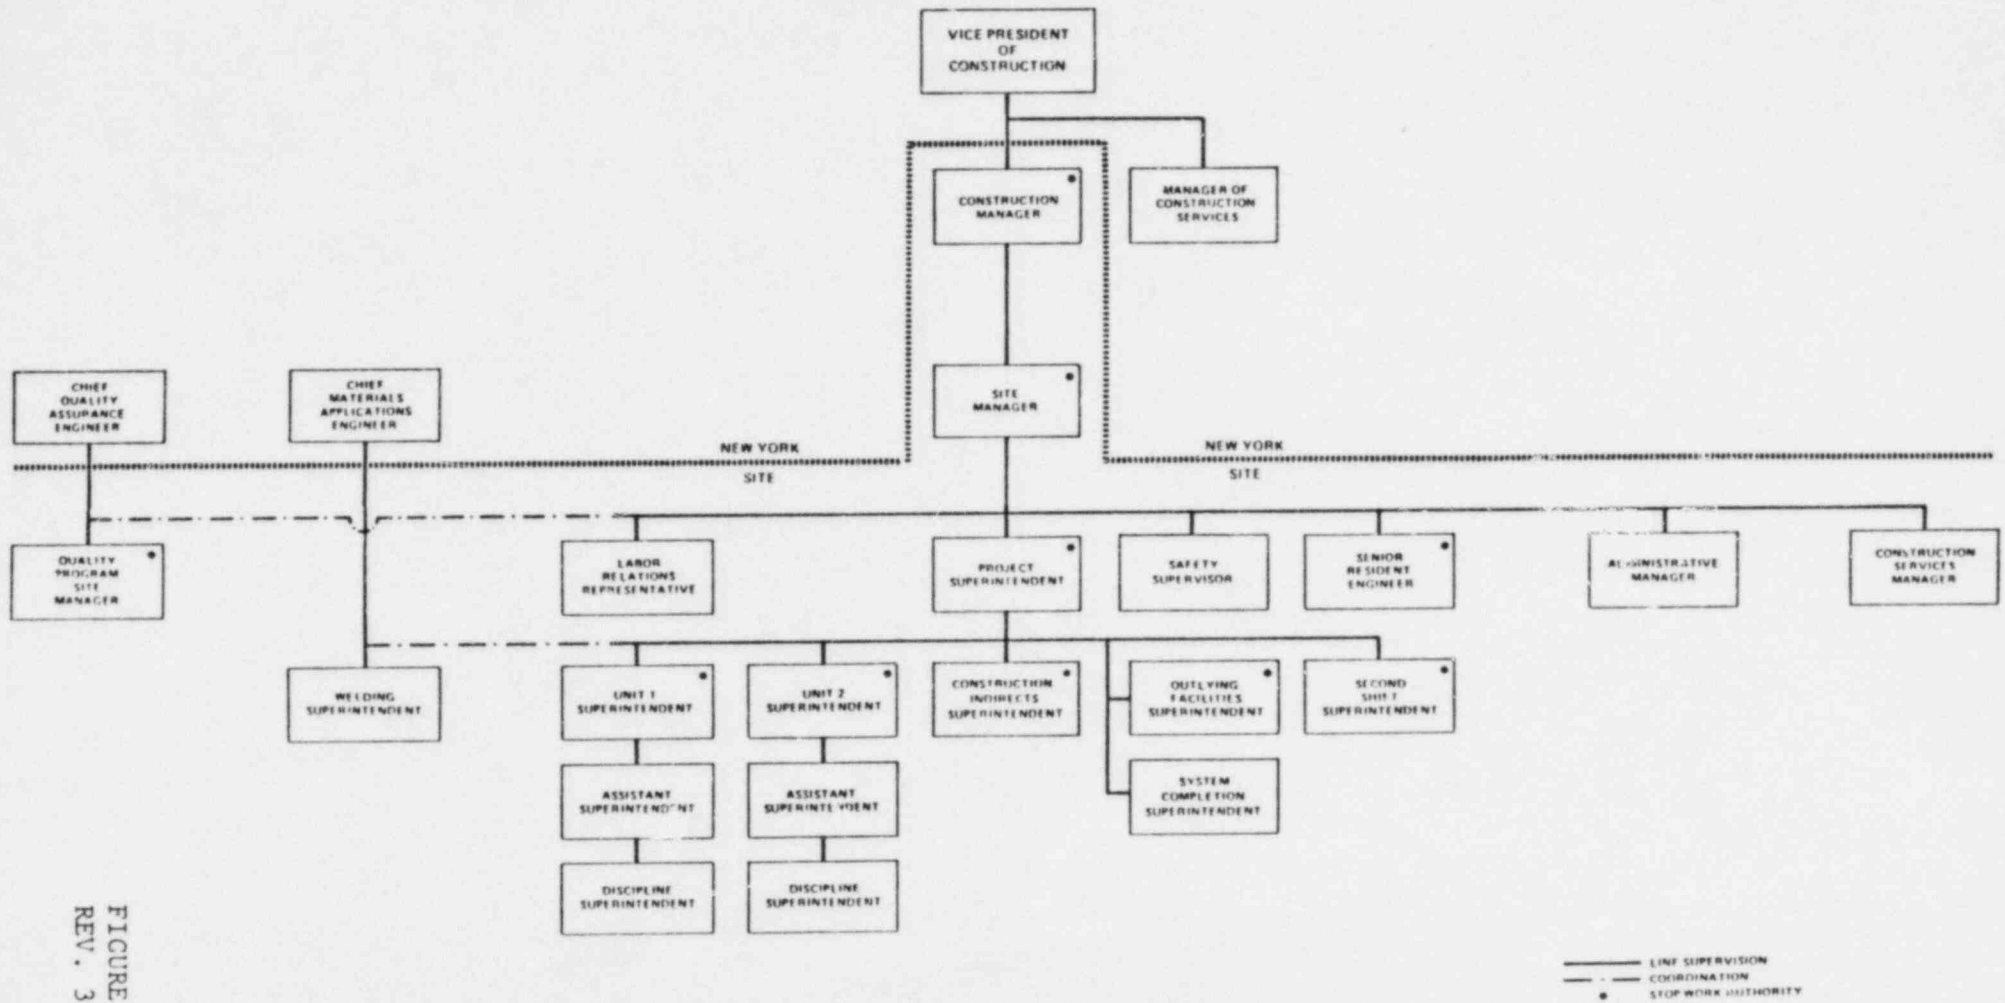 VICE PRESIDENT
OF
CONSTRUCTION
CONSTRUCTION
MANAGER
MANAGER OF
CONSTRUCTION
SERVICES
CHIEF
QUALITY
ASSURANCE
ENGINEER
CHIEF
MATERIALS
APPLICATIONS
ENGINEER
SITE
MANAGER
NEW YORK
SITE
NEW YORK
SITE
QUALITY
PROGRAM
SITE
MANAGER
LABOR
RELATIONS
REPRESENTATIVE
PROJECT
SUPERINTENDENT
SAFETY
SUPERVISOR
SENIOR
RESIDENT
ENGINEER
ADMINISTRATIVE
MANAGER
CONSTRUCTION
SERVICES
MANAGER
WELDING
SUPERINTENDENT
UNIT 1
SUPERINTENDENT
UNIT 2
SUPERINTENDENT
CONSTRUCTION
INDIRECTS
SUPERINTENDENT
OUTLYING
FACILITIES
SUPERINTENDENT
SECOND
SHIFT
SUPERINTENDENT
ASSISTANT
SUPERINTENDENT
ASSISTANT
SUPERINTENDENT
SYSTEM
COMPLETION
SUPERINTENDENT
DISCIPLINE
SUPERINTENDENT
DISCIPLINE
SUPERINTENDENT
FIGURE
REV. 3
LINE SUPERVISION
COORDINATION
STOP WORK AUTHORITY